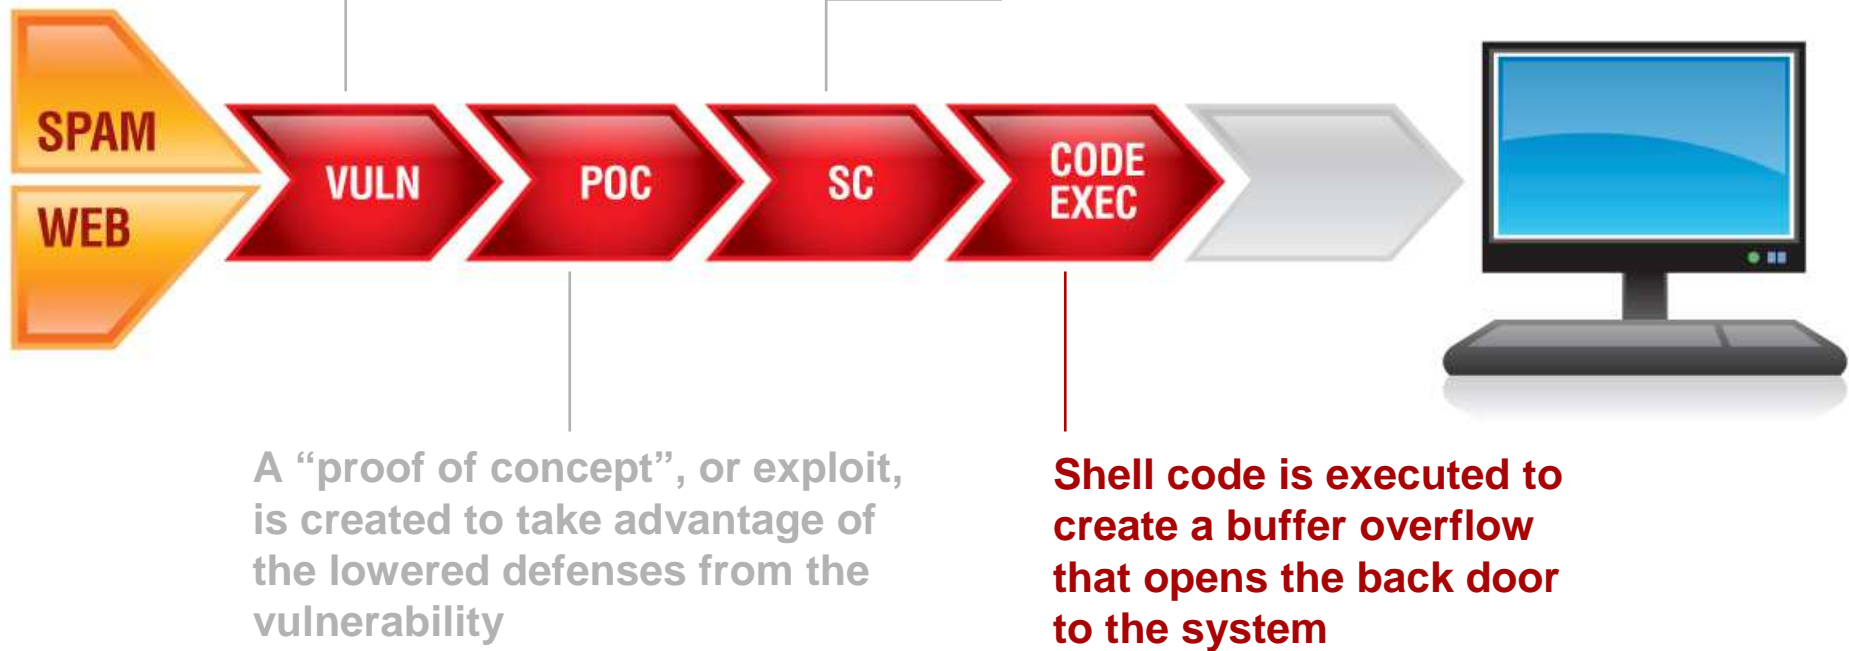 SPAM
WEB
VULN
POC
SC
CODE
EXEC
A “proof of concept”, or exploit,
is created to take advantage of
the lowered defenses from the
vulnerability
Shell code is executed to
create a buffer overflow
that opens the back door
to the system